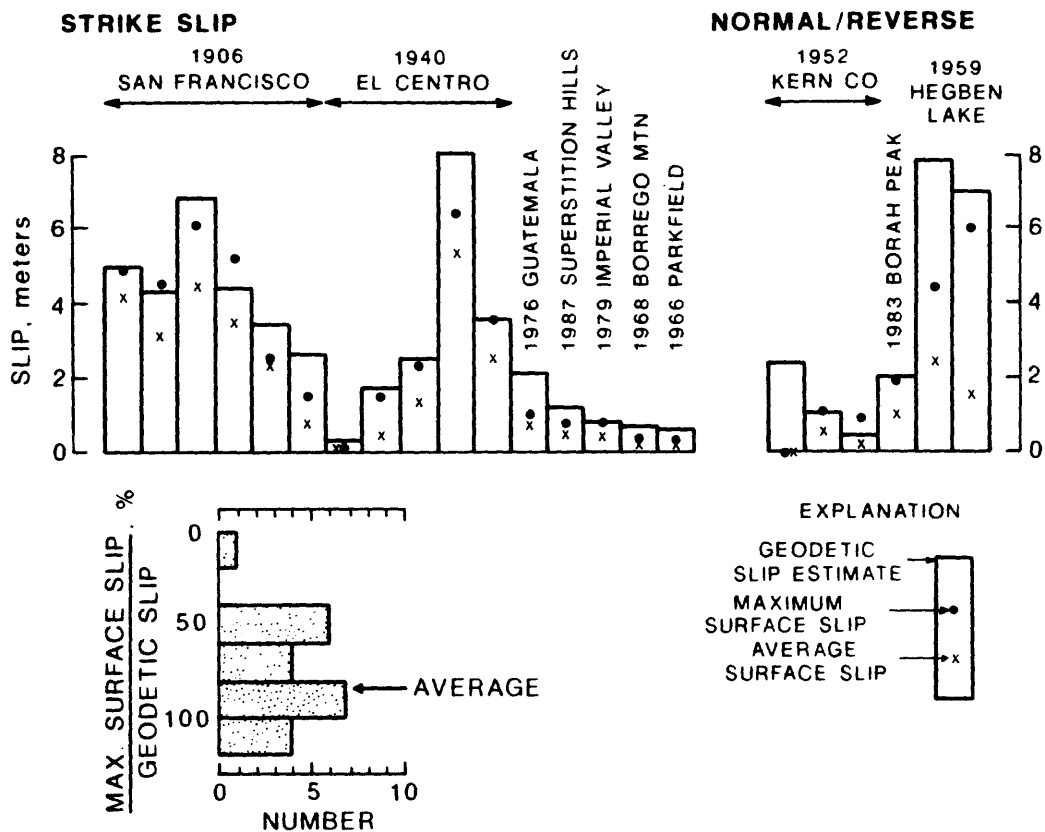 STRIKE SLIP
NORMAL/REVERSE
1906
SAN FRANCISCO
1940
EL CENTRO
1976 GUATEMALA
1987 SUPERSTITION HILLS
1979 IMPERIAL VALLEY
1968 BORREGO MTN
1966 PARKFIELD
1952
KERN CO
1983 BORAH PEAK
1959
HEGBEN
LAKE
SLIP, meters
8
6
4
2
0
8
6
4
2
0
MAX. SURFACE SLIP , %
GEODETIC SLIP
0
50
100
AVERAGE
0 5 10
NUMBER
EXPLANATION
GEODETIC
SLIP ESTIMATE
MAXIMUM
SURFACE SLIP
AVERAGE
SURFACE SLIP